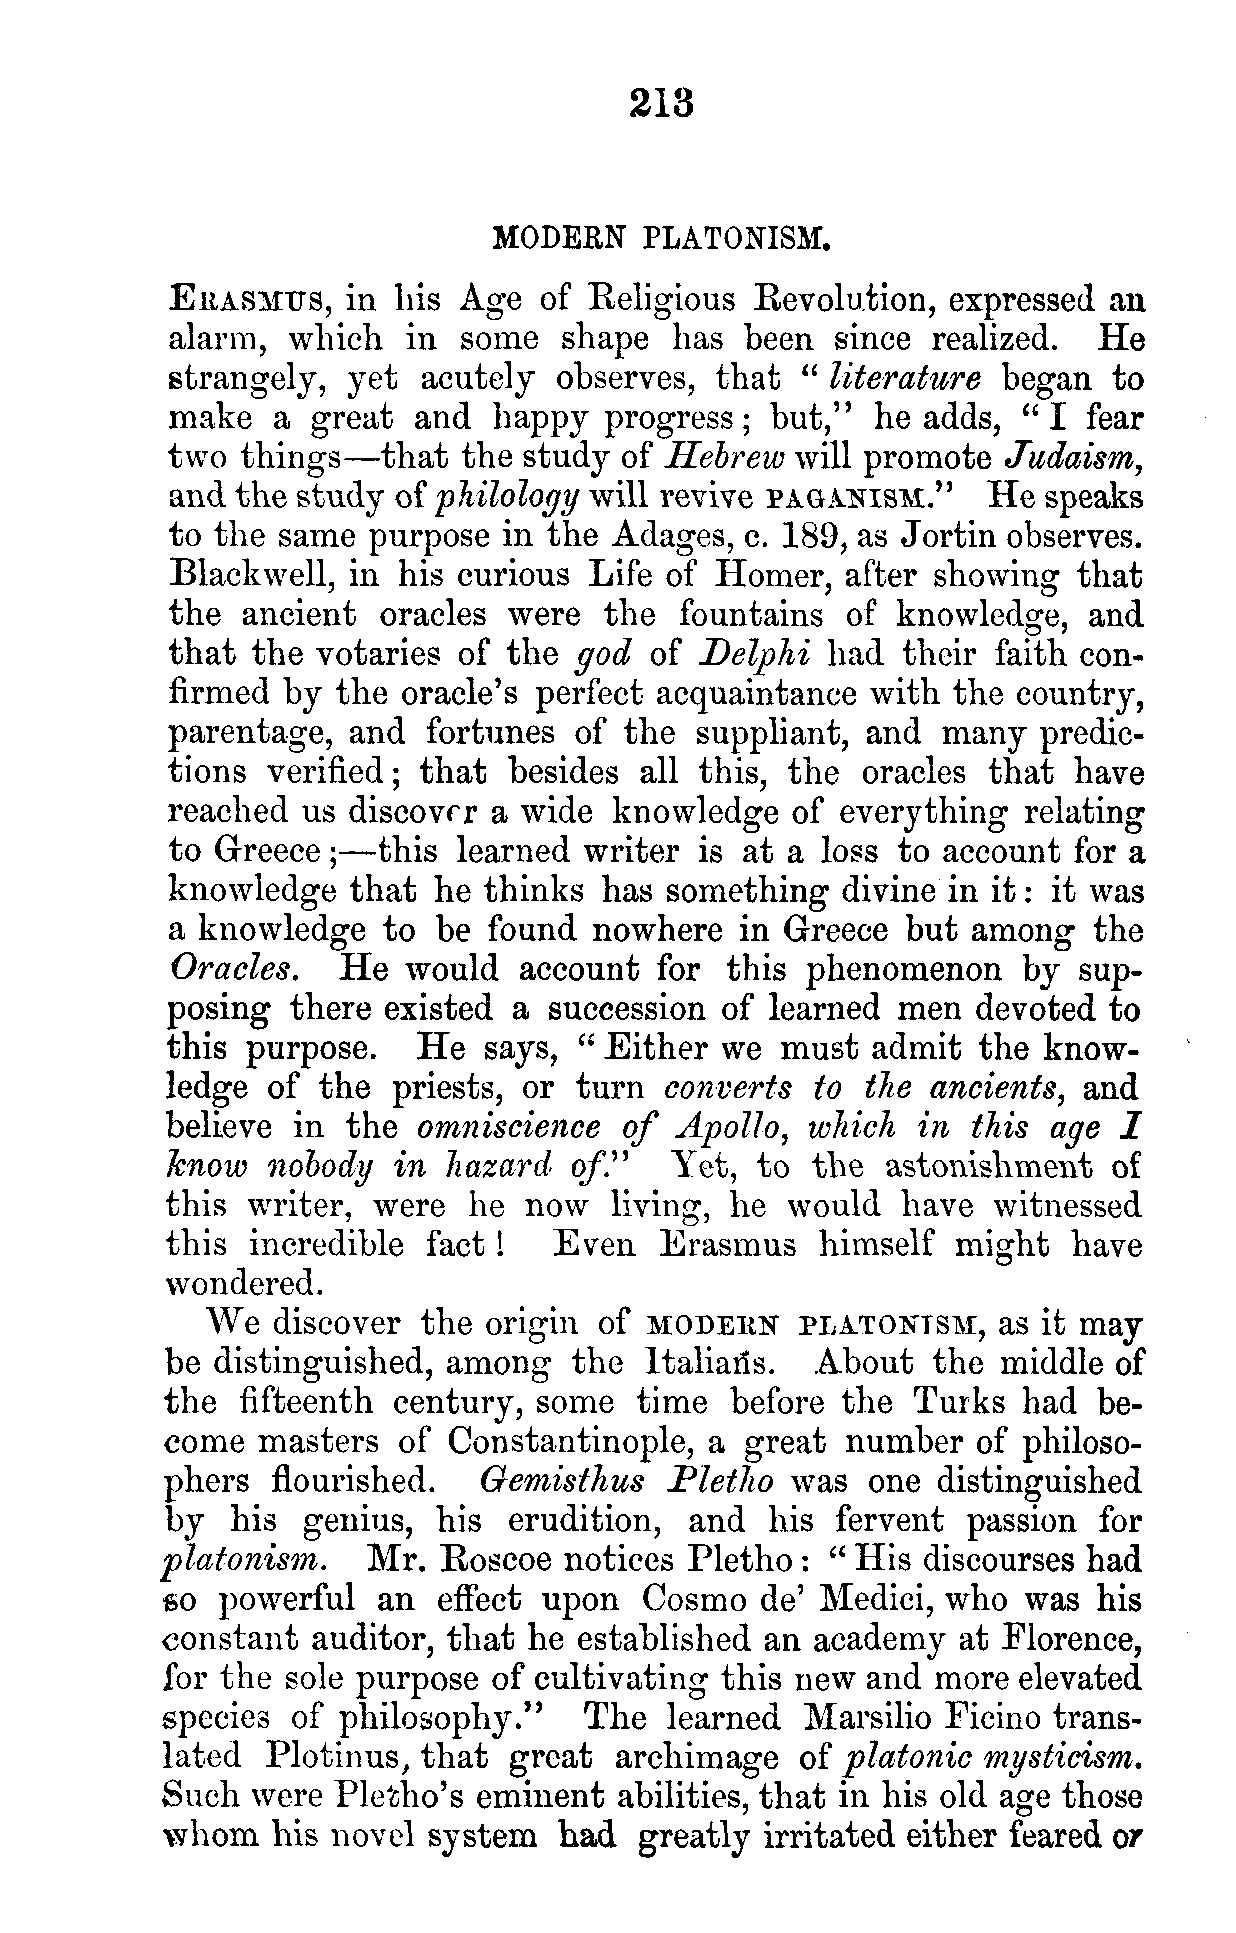 213
MODERN PLATONISM.
ERASMUS, in his Age of Religious Revolution, expressed an
alarm, which in some shape has been since realized. He
strangely, yet acutely observes, that " literature began to
make a great and happy progress ; but," he adds, " I fear
two things—that the study of Hebrew will promote Judaism,
and the study of philology will revive PAGANISM." He speaks
to the same purpose in the Adages, c. 189, as Jortin observes.
Blackwell, in his curious Life of Homer, after showing that
the ancient oracles were the fountains of knowledge, and
that the votaries of the god of Delphi had their faith con-
firmed by the oracle's perfect acquaintance with the country,
parentage, and fortunes of the suppliant, and many predic-
tions verified ; that besides all this, the oracles that have
reached us discover a wide knowledge of everything relating
to Greece ;—this learned writer is at a loss to account for a
knowledge that he thinks has something divine in it : it was
a knowledge to be found nowhere in Greece but among the
Oracles. He would account for this phenomenon by sup-
posing there existed a succession of learned men devoted to
this purpose. He says, " Either we must admit the know-
ledge of the priests, or turn converts to the ancients, and
believe in the omniscience of Apollo, which in this age I
know nobody in hazard of." Yet, to the astonishment of
this writer, were he now living, he would have witnessed
this incredible fact ! Even Erasmus himself might have
wondered.
We discover the origin of MODERN PLATONISM, as it may
be distinguished, among the Italians. About the middle of
the fifteenth century, some time before the Turks had be-
come masters of Constantinople, a great number of philoso-
phers flourished. Gemisthus Pletho was one distinguished
by his genius, his erudition, and his fervent passion for
platonism. Mr. Roscoe notices Pletho : " His discourses had
so powerful an effect upon Cosmo de' Medici, who was his
constant auditor, that he established an academy at Florence,
for the sole purpose of cultivating this new and more elevated
species of philosophy." The learned Marsilio Ficino trans-
lated Plotinus, that great archimage of platonic mysticism.
Such were Pletho's eminent abilities, that in his old age those
whom his novel system had greatly irritated either feared or